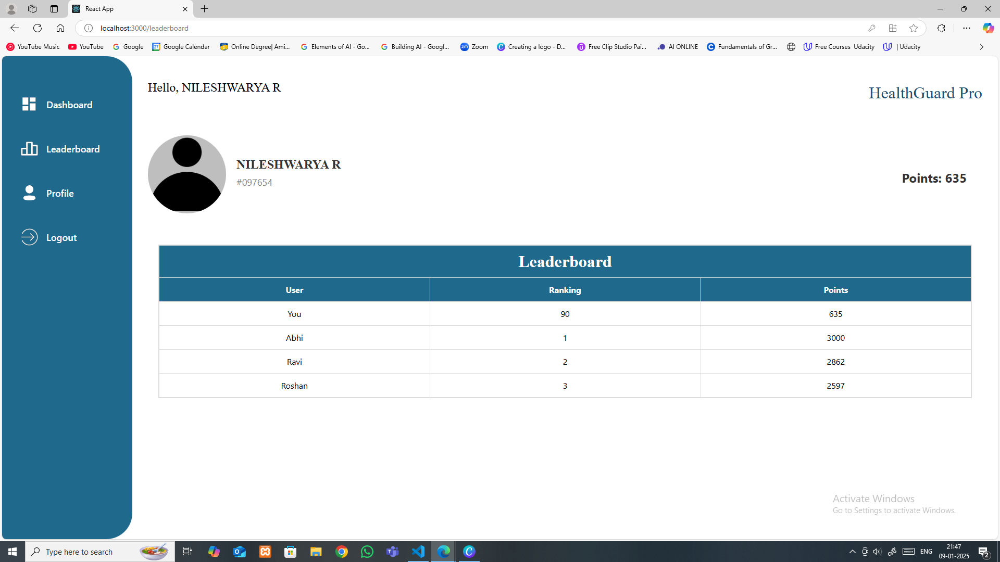 React App
localhost:3000/leaderboard
YouTube Music YouTube Google Google Calendar Online Degree| Ami... Elements of AI - Go... Building AI - Googl... Zoom Creating a logo - D... Free Clip Studio Pai... AI ONLINE Fundamentals of Gr... Free Courses Udacity | Udacity
Hello, NILESHWARYA R
HealthGuard Pro
Dashboard
Leaderboard
Profile
Logout
NILESHWARYA R
#097654
Points: 635
Leaderboard
User Ranking Points
You 90 635
Abhi 1 3000
Ravi 2 2862
Roshan 3 2597
Activate Windows
Go to Settings to activate Windows.
Type here to search
ENG
21:47
09-01-2025
2